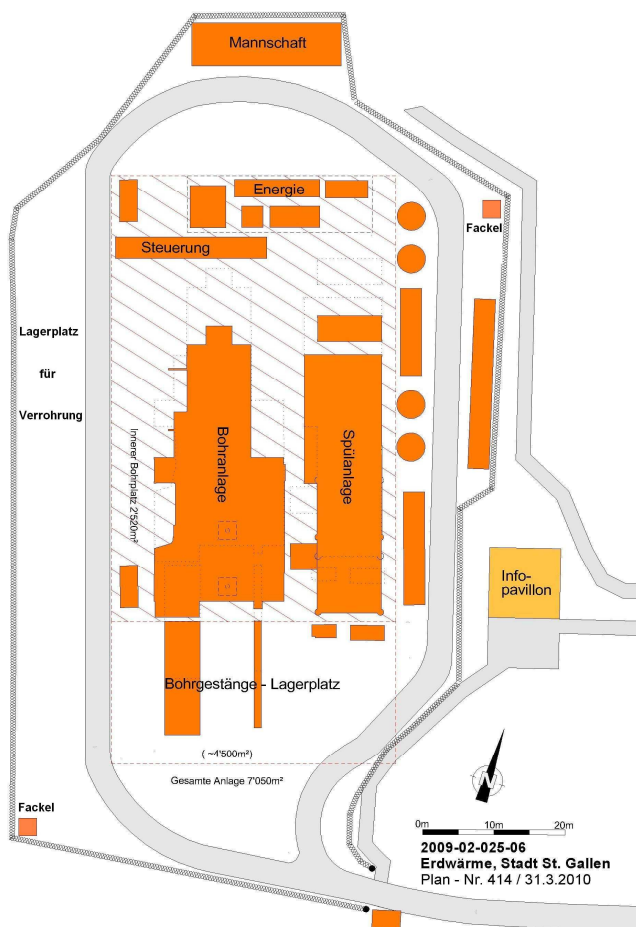 Mannschaft
Energie
Fackel
Steuerung
Lagerplatz
für
Verrohrung
Innerer Bohrplatz 2'520m²
Bohranlage
Spülanlage
Info-
pavillon
Bohrgestänge - Lagerplatz
( ~4'500m²)
Gesamte Anlage 7'050m²
N
Fackel
0m 10m 20m
2009-02-025-06
Erdwärme, Stadt St. Gallen
Plan - Nr. 414 / 31.3.2010